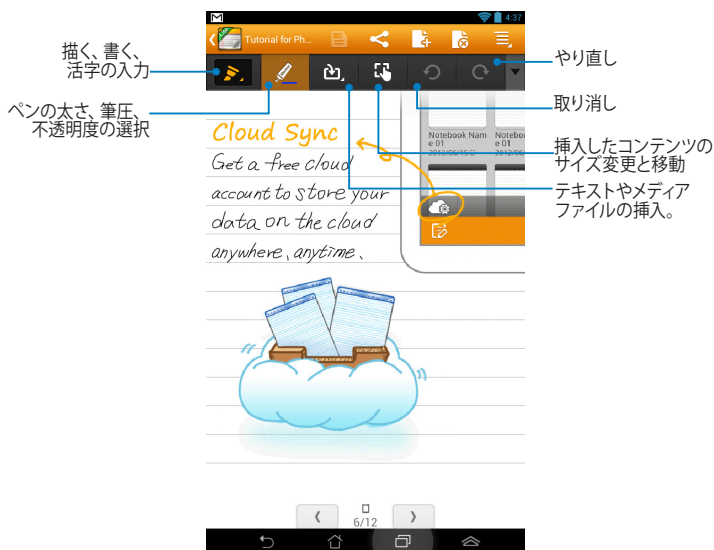 4:37
Tutorial for Ph...
描く、書く、
活字の入力
ペンの太さ、筆圧、
不透明度の選択
やり直し
取り消し
挿入したコンテンツの
サイズ変更と移動
テキストやメディア
ファイルの挿入。
Notebook Nam
e 01
Notebo
e 01
Cloud Sync
Get a free cloud
account to store your
data on the cloud
anywhere, anytime.
6/12